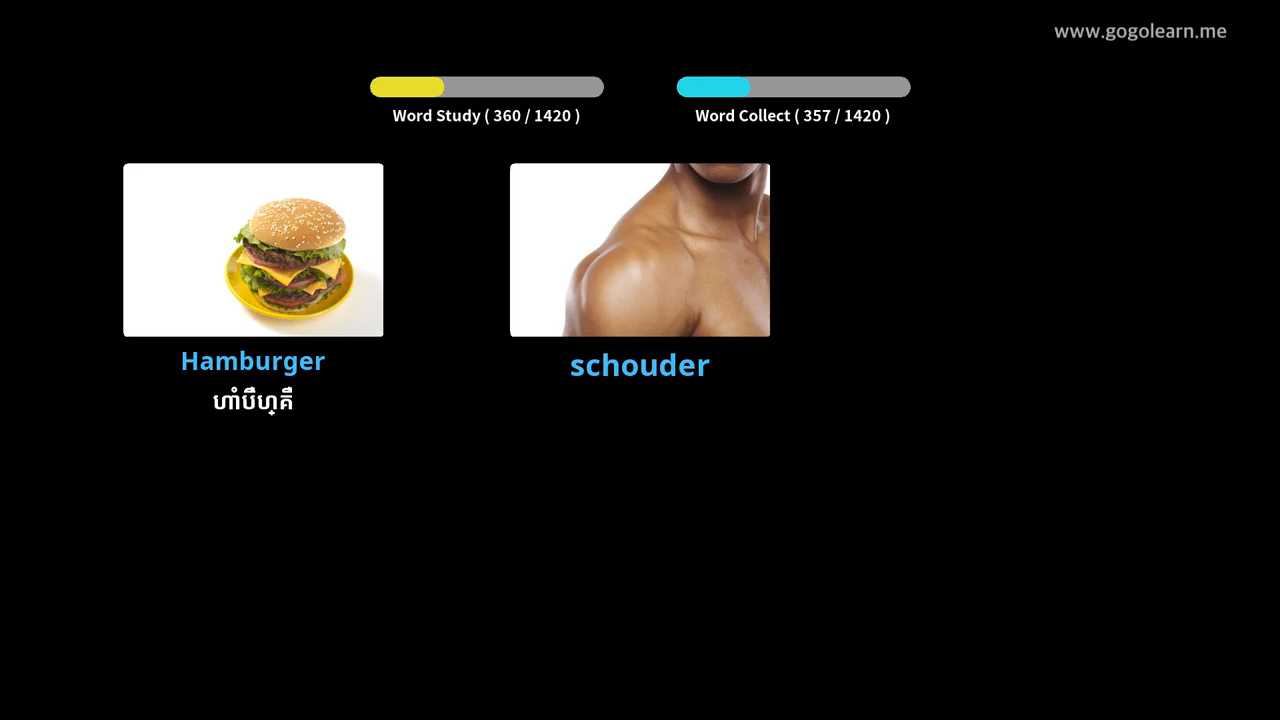 www.gogolearn.me
Word Study ( 360 / 1420 )
Word Collect ( 357 / 1420 )
Hamburger
ហាំប៊ឺហ្គឺ
schouder